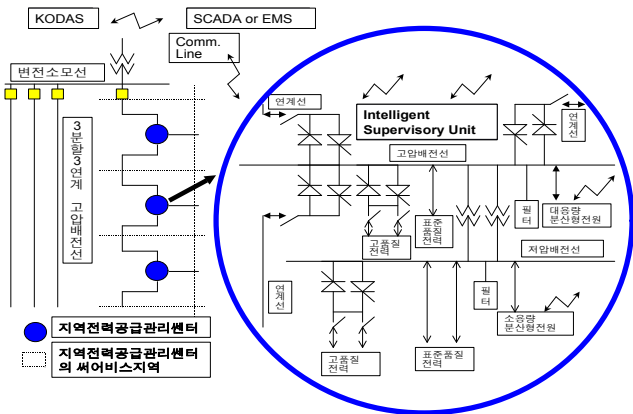 KODAS
SCADA or EMS
Comm.
Line
변전소모선
3분할3연계 고압배전선
지역전력공급관리쎈터
지역전력공급관리쎈터
의 써어비스지역
연계선
Intelligent
Supervisory Unit
연계선
고압배전선
고품질
전력
표준
품질
전력
필터
대용량
분산형전원
저압배전선
연계선
필터
소용량
분산형전원
고품질
전력
표준품질
전력